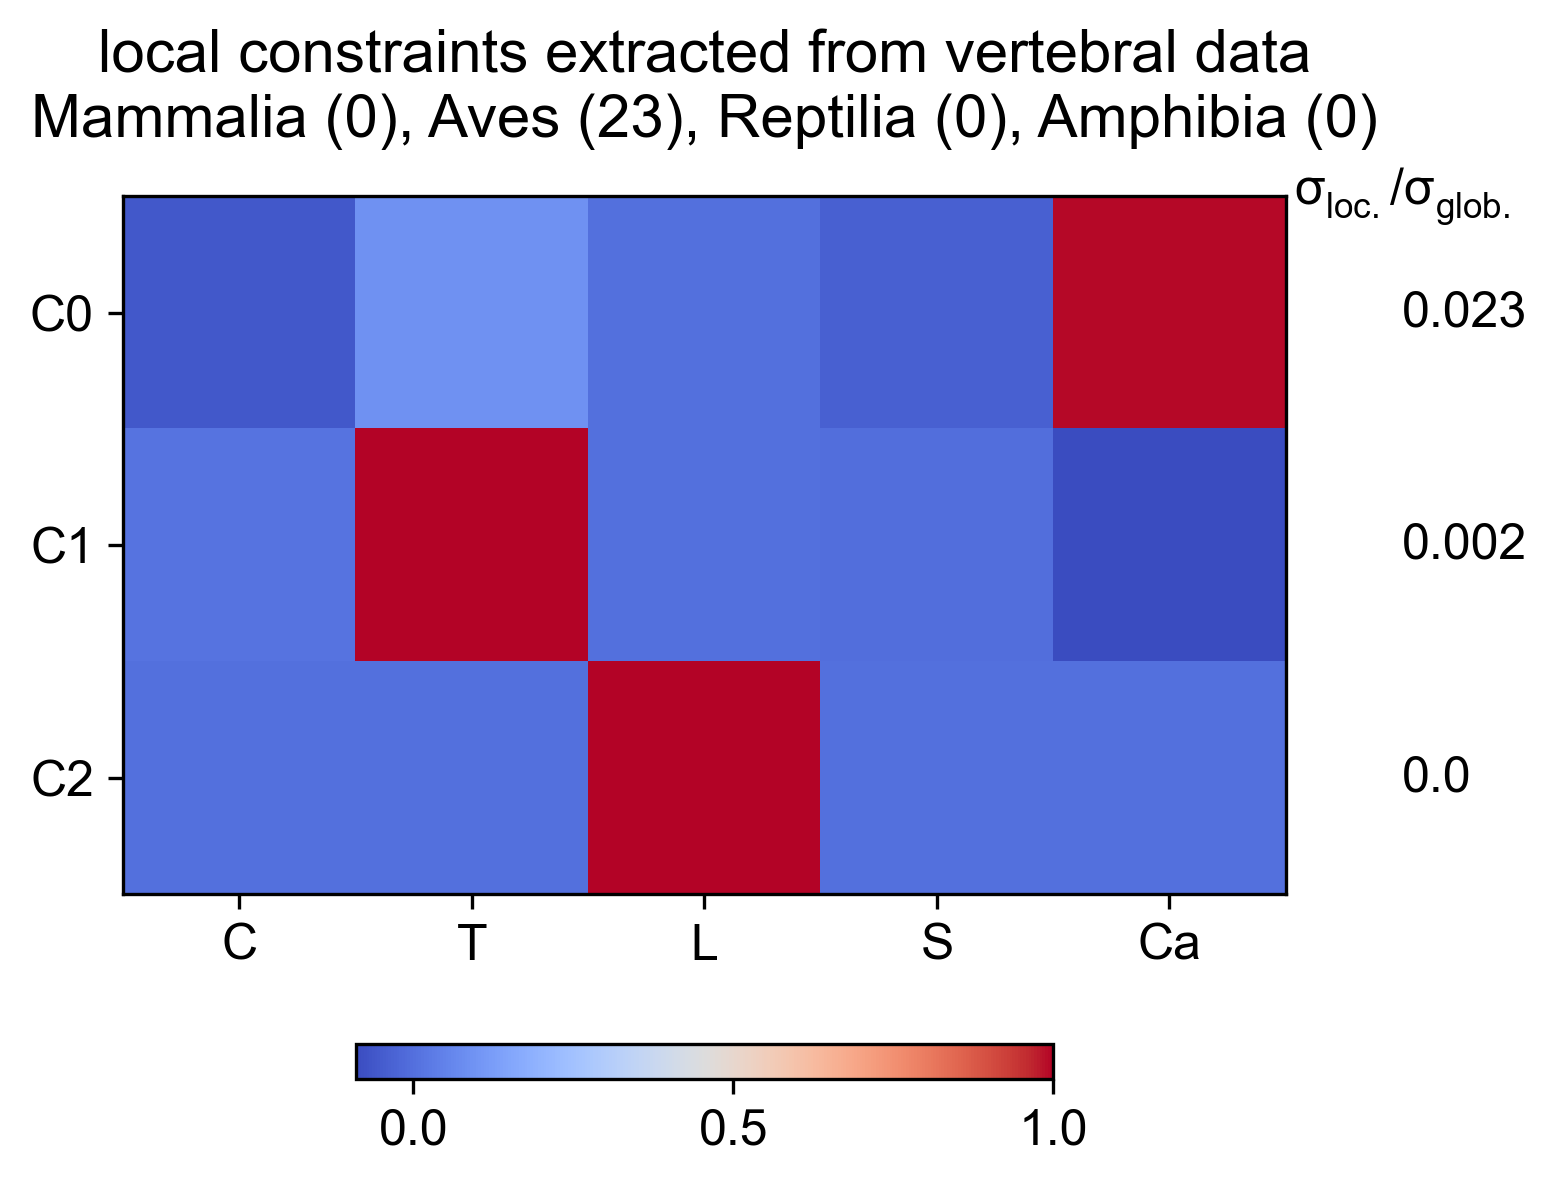 local constraints extracted from vertebral data
Mammalia (0), Aves (23), Reptilia (0), Amphibia (0)
σloc. /σglob.
C0
0.023
C1
0.002
C2
0.0
C T L S Ca
0.0 0.5 1.0